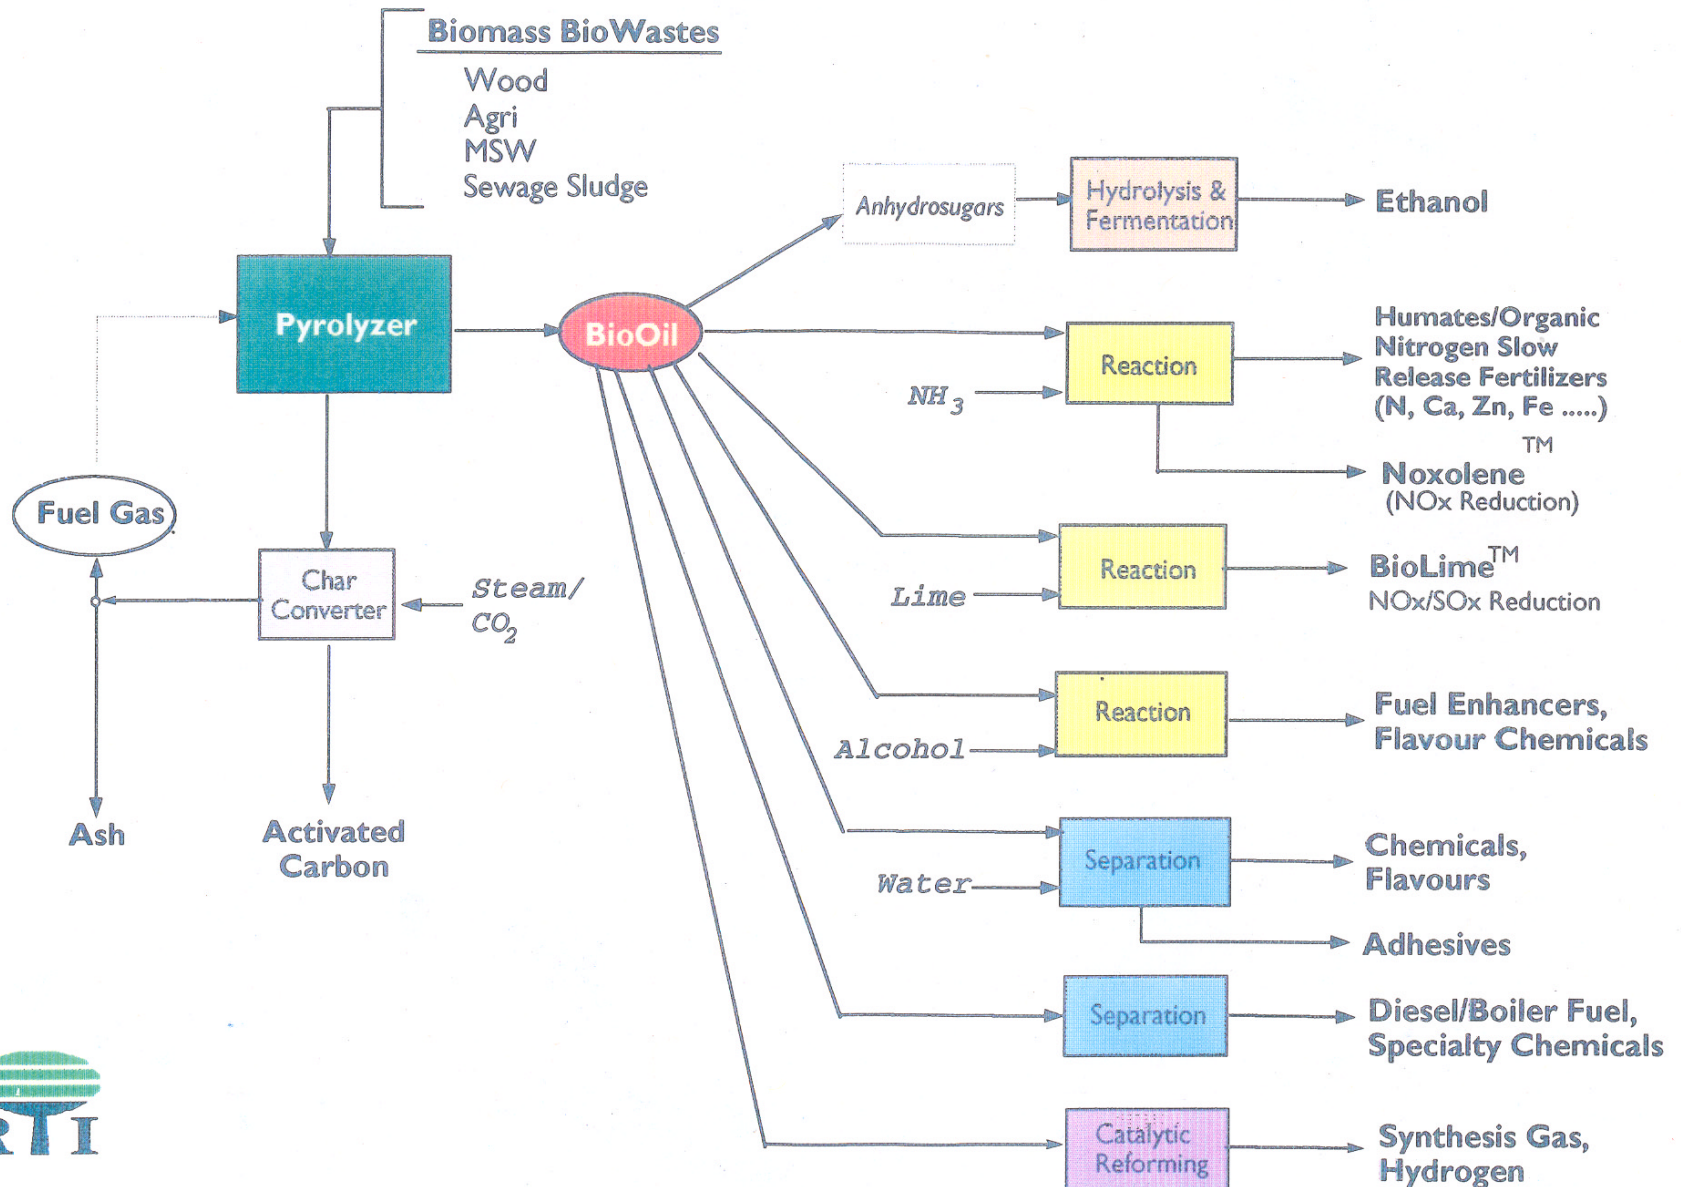 Biomass BioWastes
Wood
Agri
MSW
Sewage Sludge
Pyrolyzer
BioOil
Fuel Gas
Char
Converter
Steam/
CO2
Ash
Activated
Carbon
Anhydrosugars
Hydrolysis &
Fermentation
Ethanol
NH3
Reaction
Humates/Organic
Nitrogen Slow
Release Fertilizers
(N, Ca, Zn, Fe .....)
Noxolene TM
(NOx Reduction)
Lime
Reaction
BioLime TM
NOx/SOx Reduction
Alcohol
Reaction
Fuel Enhancers,
Flavour Chemicals
Water
Separation
Chemicals,
Flavours
Adhesives
Separation
Diesel/Boiler Fuel,
Specialty Chemicals
Catalytic
Reforming
Synthesis Gas,
Hydrogen
RTI